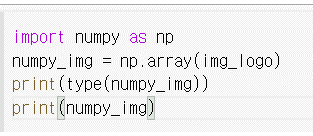 import numpy as np
numpy_img = np.array(img_logo)
print(type(numpy_img))
print(numpy_img)